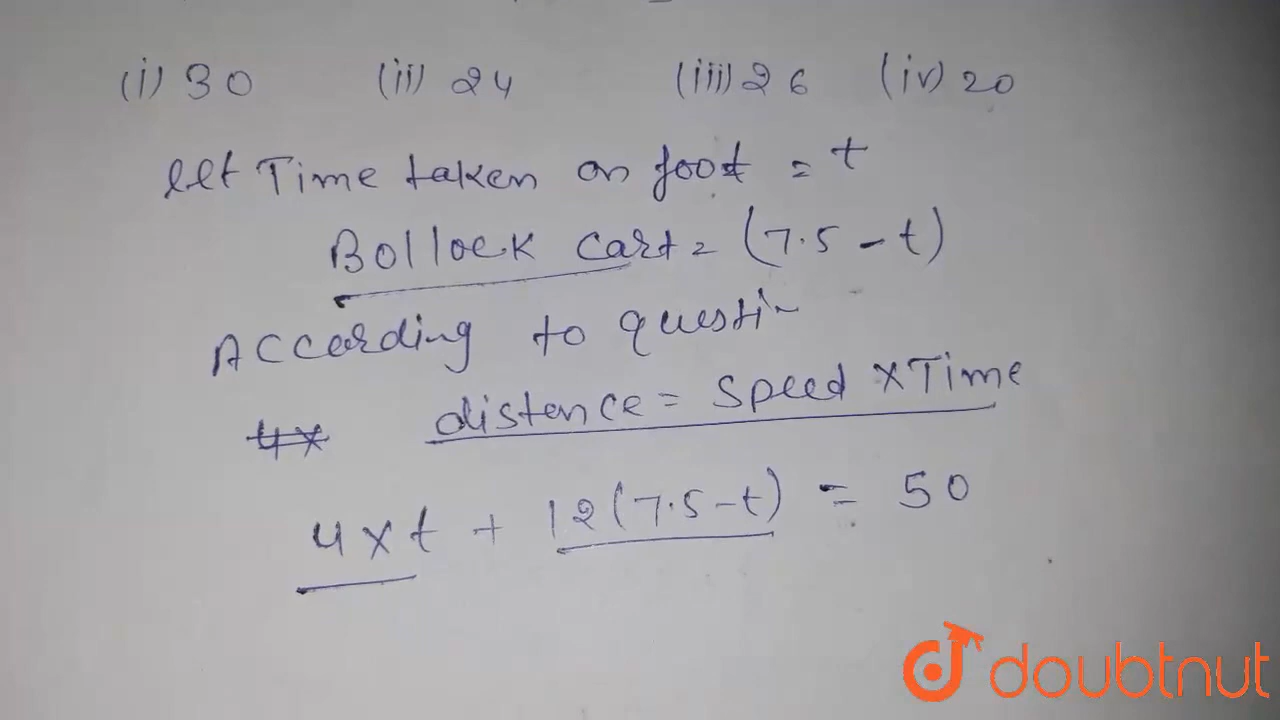 (i) 30 (ii) 24 (iii) 26 (iv) 20
let Time taken on foot = t
Bollock cart = (7.5 - t)
According to questi
4x distence = speed x Time
4 x t + 12 (7.5 - t) = 50
doubtnut